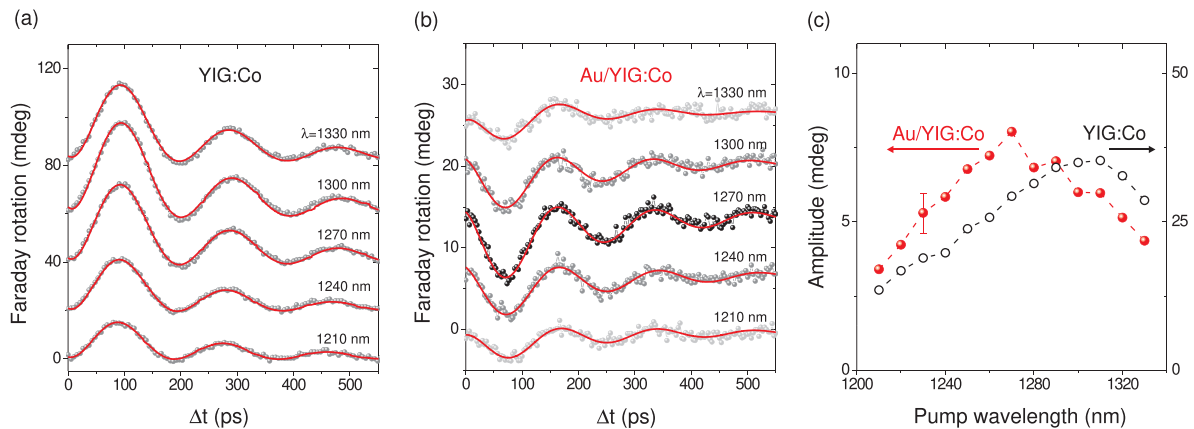 (a)
YIG:Co
λ=1330 nm
1300 nm
1270 nm
1240 nm
1210 nm
120
80
40
0
0 100 200 300 400 500
Faraday rotation (mdeg)
Δt (ps)
(b)
Au/YIG:Co
λ=1330 nm
1300 nm
1270 nm
1240 nm
1210 nm
30
20
10
0
0 100 200 300 400 500
Faraday rotation (mdeg)
Δt (ps)
(c)
Au/YIG:Co
YIG:Co
10
5
0
50
25
0
1200 1240 1280 1320
Amplitude (mdeg)
Pump wavelength (nm)